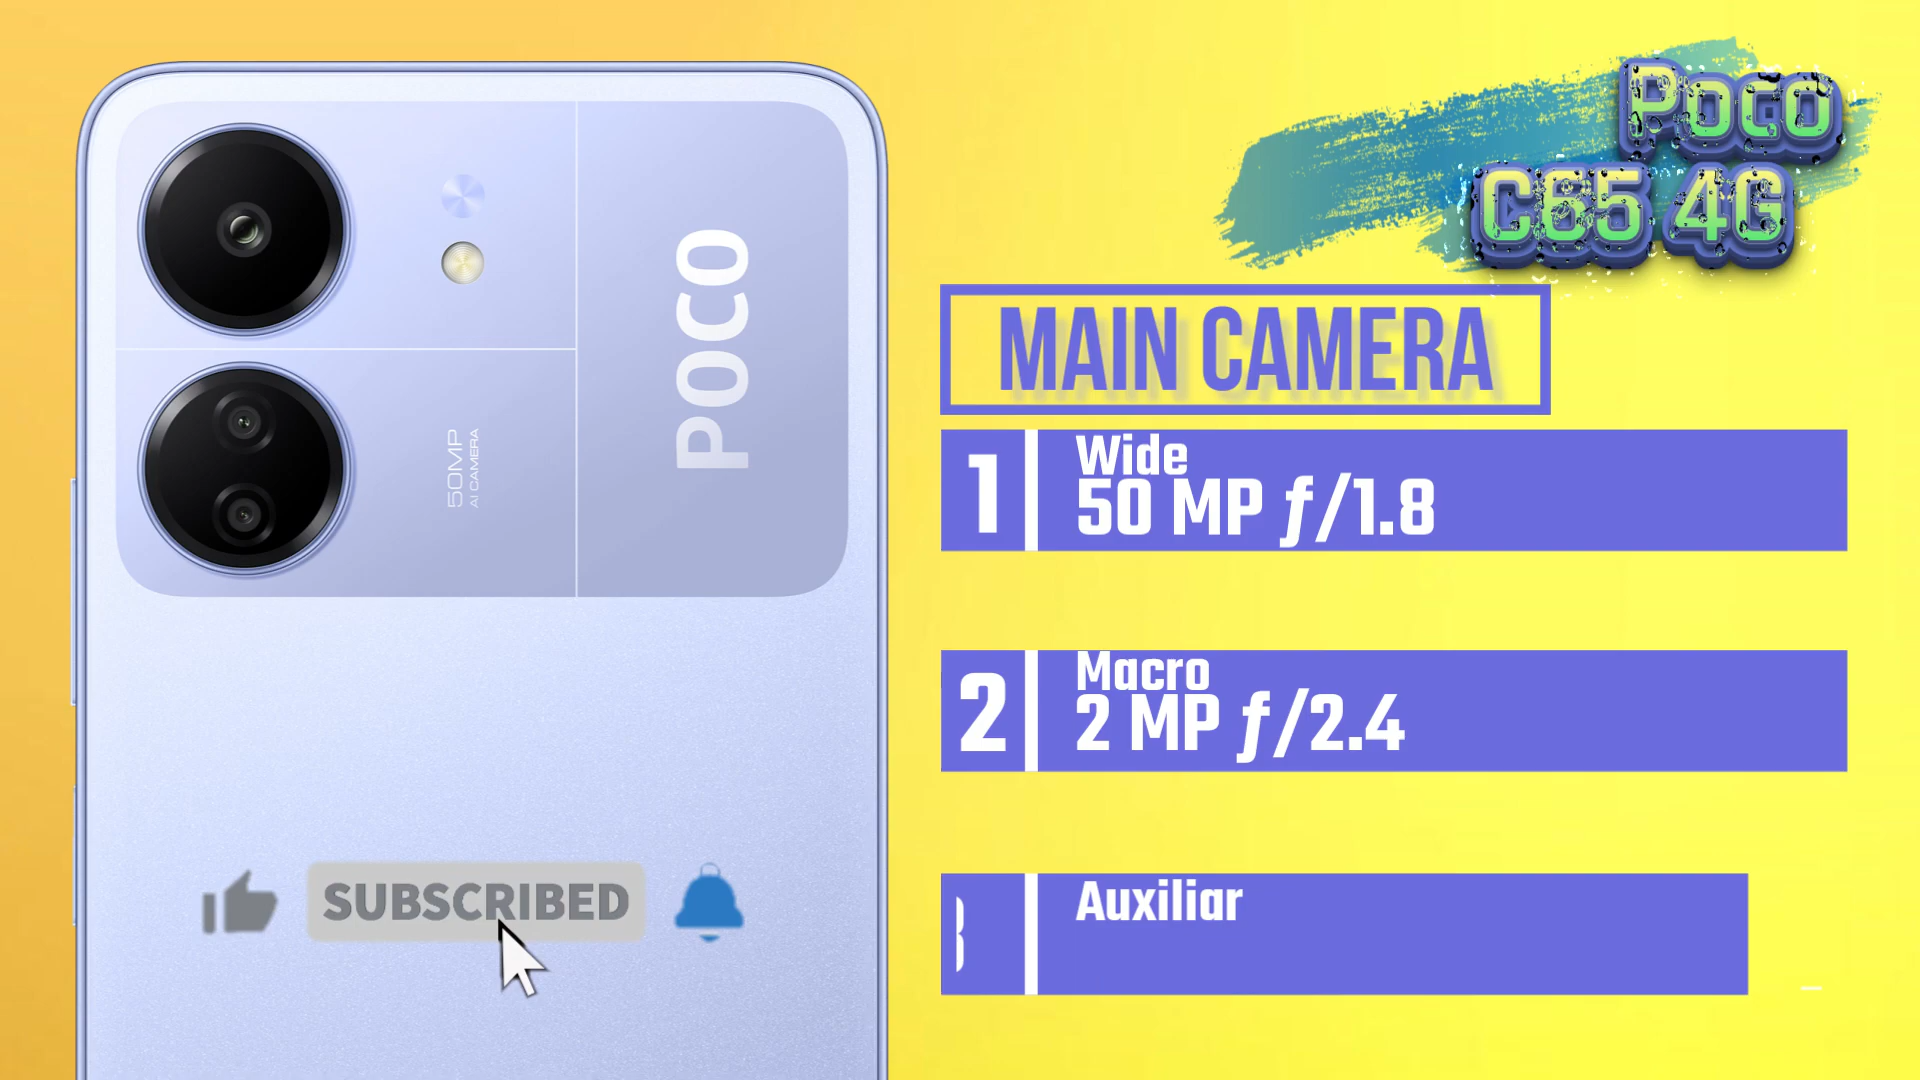 Poco
C65 4G
POCO
50MP
AI CAMERA
MAIN CAMERA
1
Wide
50 MP ƒ/1.8
2
Macro
2 MP ƒ/2.4
Auxiliar
SUBSCRIBED